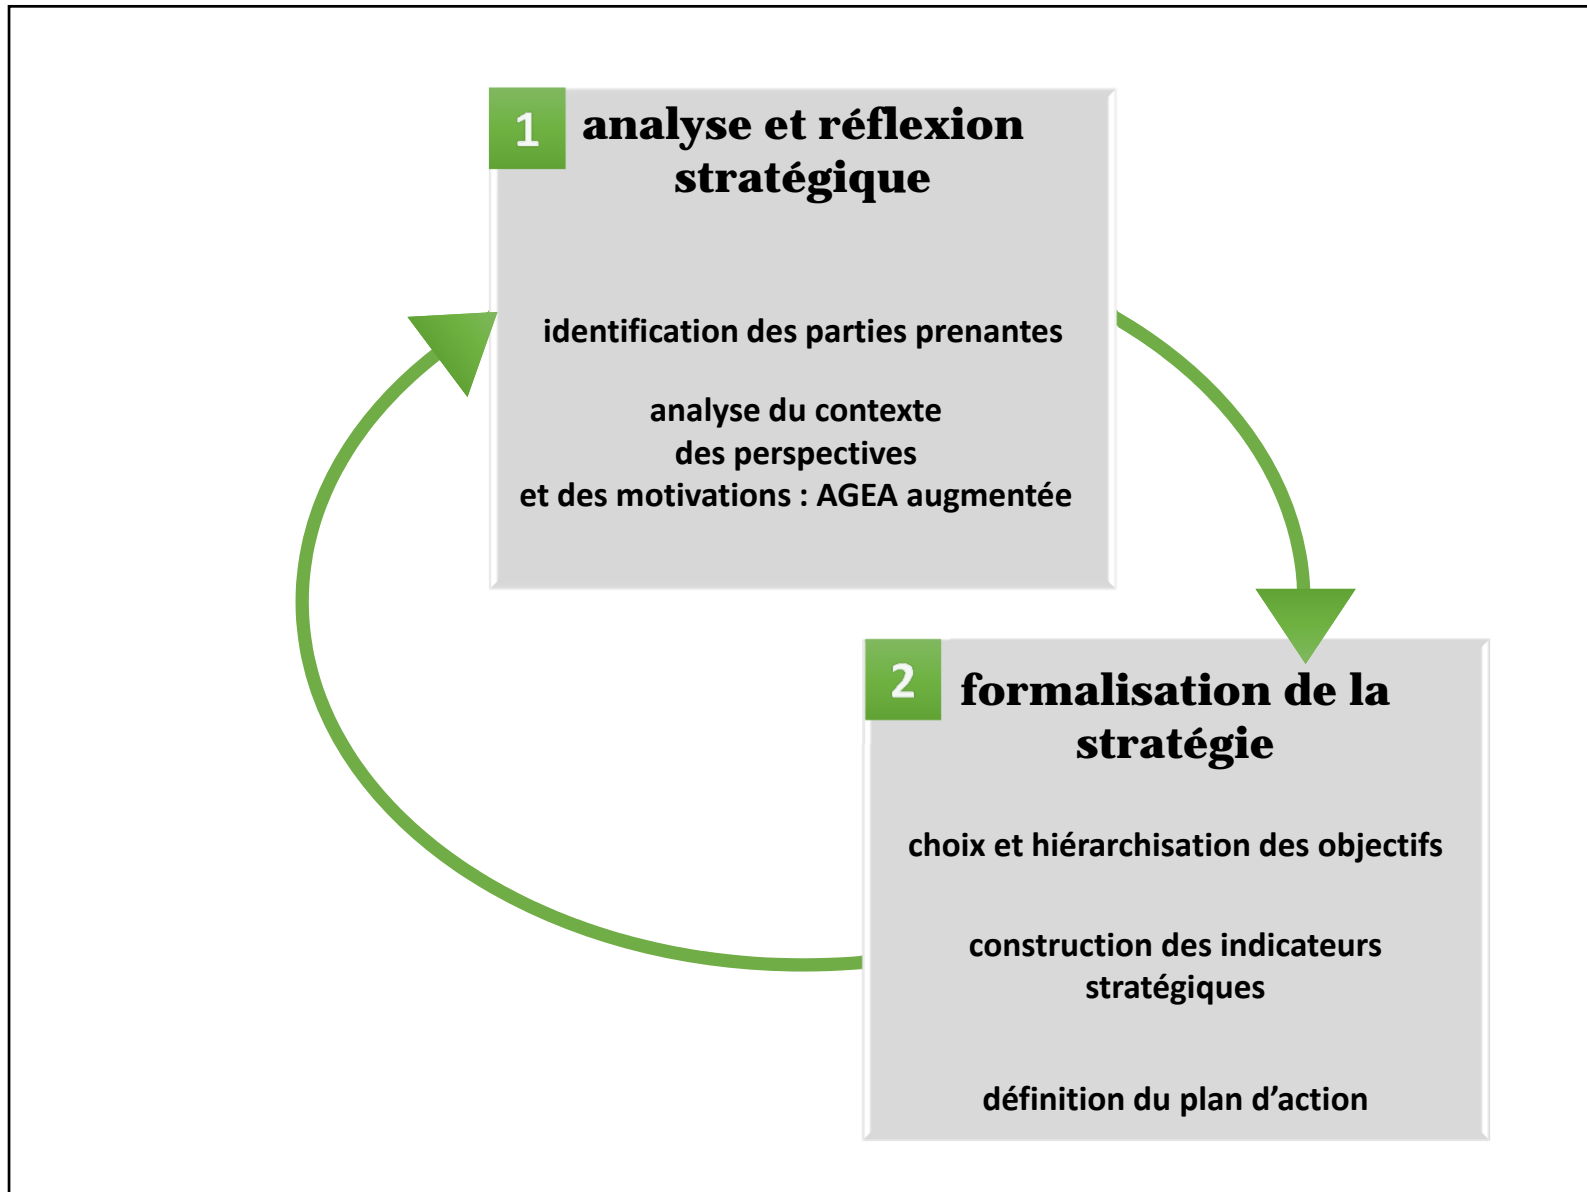 1
analyse et réflexion
stratégique
identification des parties prenantes
analyse du contexte
des perspectives
et des motivations : AGEA augmentée
2
formalisation de la
stratégie
choix et hiérarchisation des objectifs
construction des indicateurs
stratégiques
définition du plan d’action